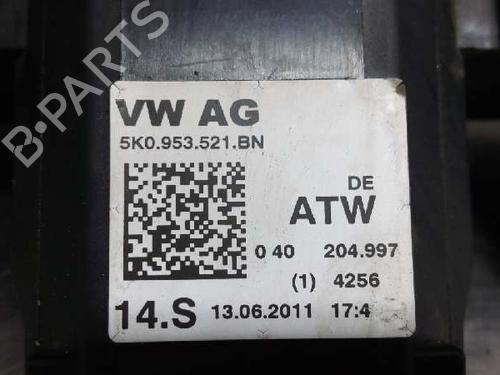 VW AG
5K0.953.521.BN
DE
ATW
0 40 204.997
(1) 4256
14.S 13.06.2011 17:4
B-PARTS